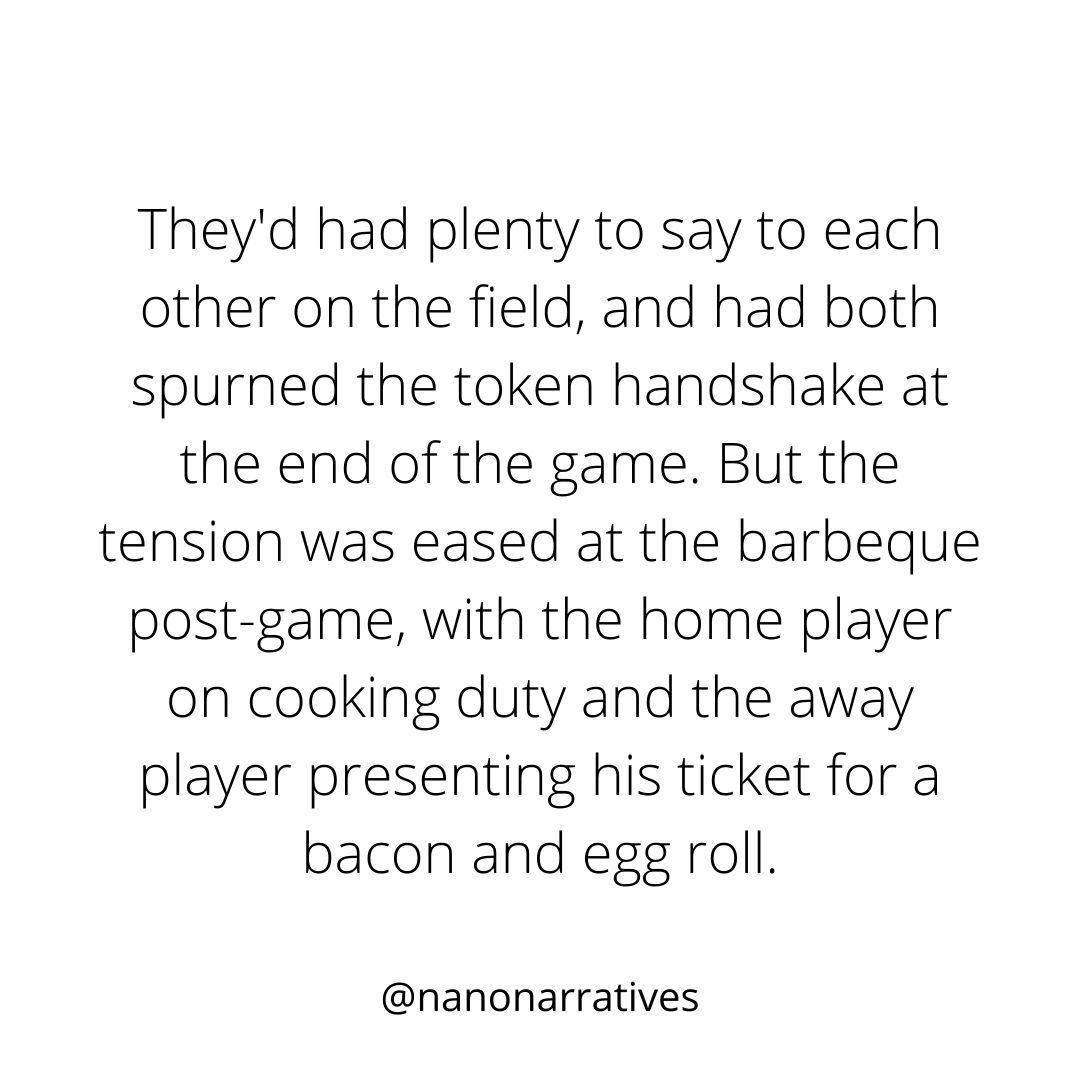 They'd had plenty to say to each
other on the field, and had both
spurned the token handshake at
the end of the game. But the
tension was eased at the barbeque
post-game, with the home player
on cooking duty and the away
player presenting his ticket for a
bacon and egg roll.
@nanonarratives